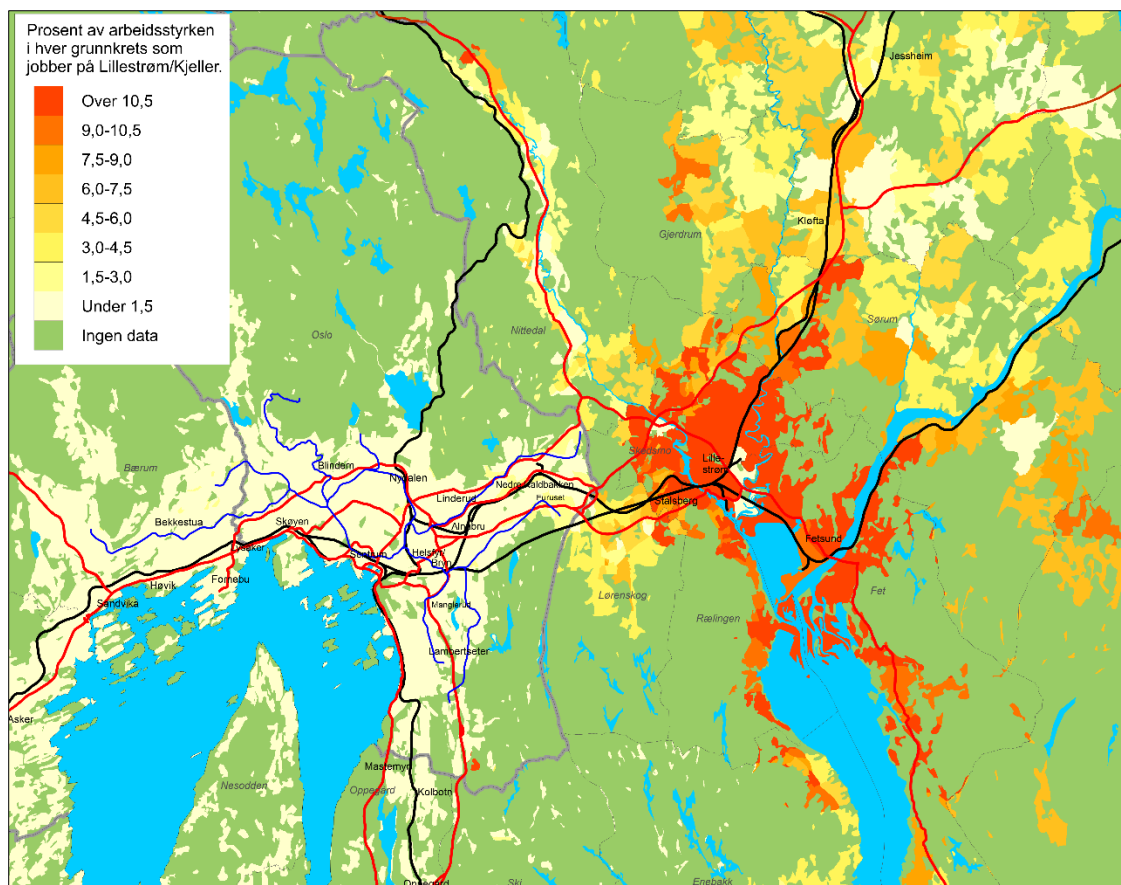 Prosent av arbeidsstyrken
i hver grunnkrets som
jobber på Lillestrøm/Kjeller.
Over 10,5
9,0-10,5
7,5-9,0
6,0-7,5
4,5-6,0
3,0-4,5
1,5-3,0
Under 1,5
Ingen data
Jessheim
Kløfta
Gjerdrum
Oslo
Nittedal
Sørum
Bærum
Blindern
Nydalen
Skedsmo
Lille-
strøm
Nedre Kaldbakken
Linderud
Furuset
Stalsberg
Bekkestua
Skøyen
Alnabru
Lysaker
Sentrum
Helsfyr/
Bryn
Fetsund
Høvik
Fornebu
Sandvika
Manglerud
Lørenskog
Rælingen
Fet
Lambertseter
Asker
Mastemyr
Nesodden
Oppegård
Kolbotn
Oppegård
Ski
Enebakk